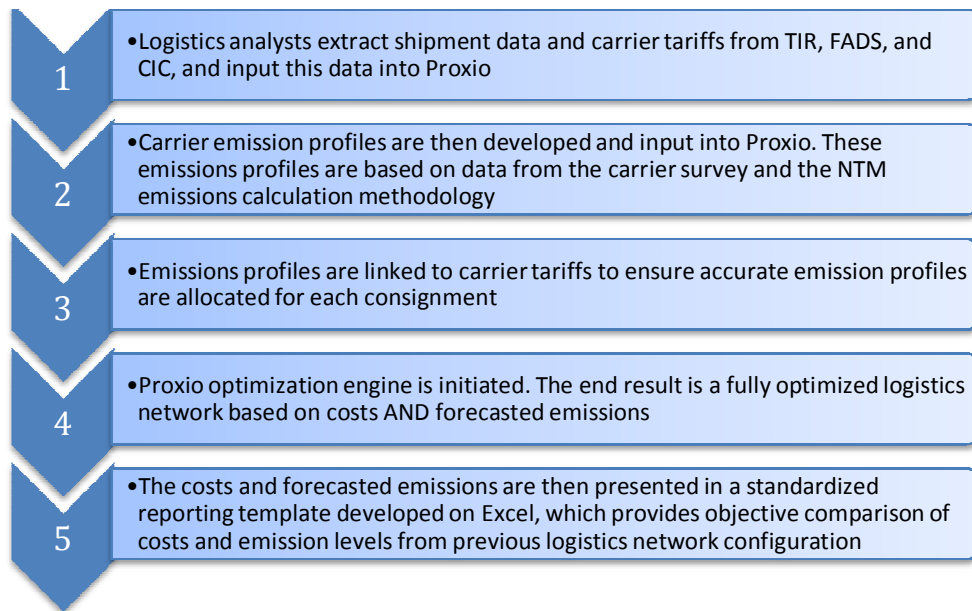 1
•Logistics analysts extract shipment data and carrier tariffs from TIR, FADS, and
CIC, and input this data into Proxio
2
•Carrier emission profiles are then developed and input into Proxio. These
emissions profiles are based on data from the carrier survey and the NTM
emissions calculation methodology
3
•Emissions profiles are linked to carrier tariffs to ensure accurate emission profiles
are allocated for each consignment
4
•Proxio optimization engine is initiated. The end result is a fully optimized logistics
network based on costs AND forecasted emissions
5
•The costs and forecasted emissions are then presented in a standardized
reporting template developed on Excel, which provides objective comparison of
costs and emission levels from previous logistics network configuration